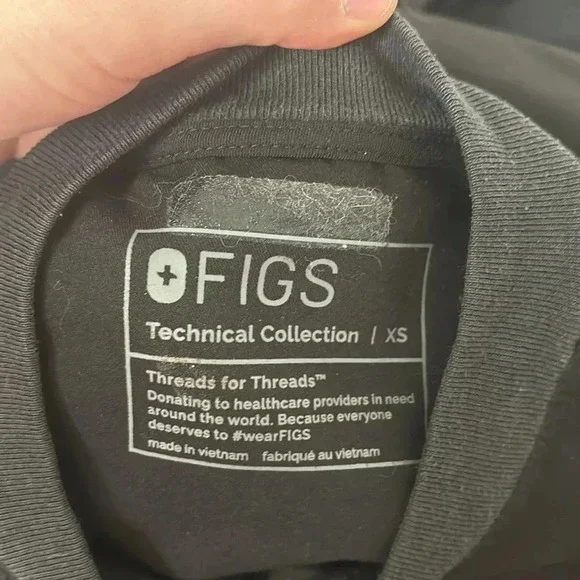 FIGS
Technical Collection / XS
Threads for Threads™
Donating to healthcare providers in need
around the world. Because everyone
deserves to #wearFIGS
made in vietnam fabriqué au vietnam